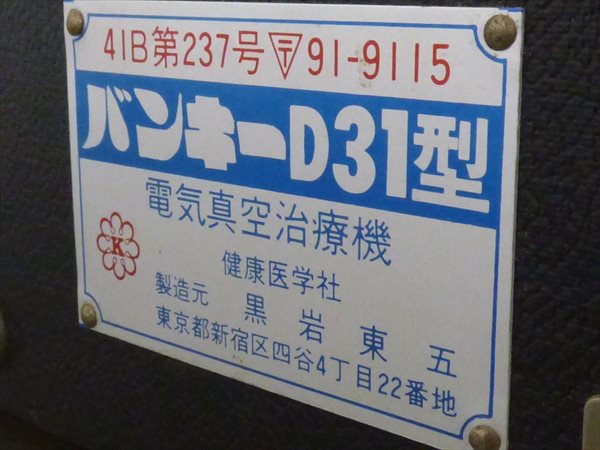 41B第237号〒91-9115
バンキーD31型
電気真空治療機
K
健康医学社
製造元 黒岩東五
東京都新宿区四谷4丁目22番地